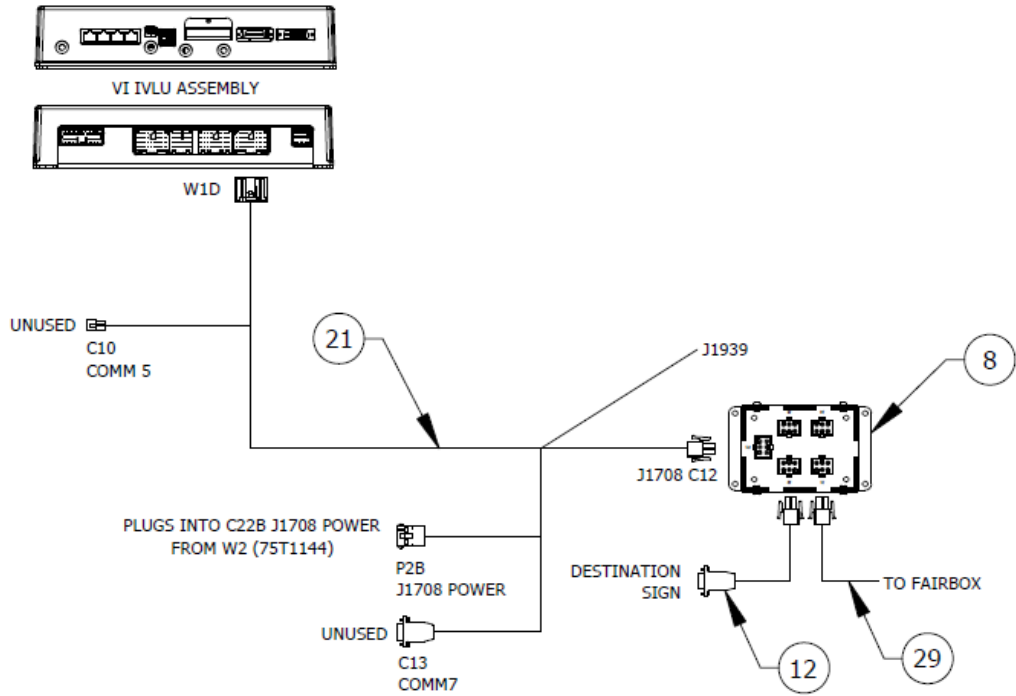 VI IVLU ASSEMBLY
W1D
UNUSED
C10
COMM 5
21
J1939
8
J1708 C12
PLUGS INTO C22B J1708 POWER
FROM W2 (75T1144)
P2B
J1708 POWER
DESTINATION
SIGN
TO FAIRBOX
UNUSED
C13
COMM7
12
29